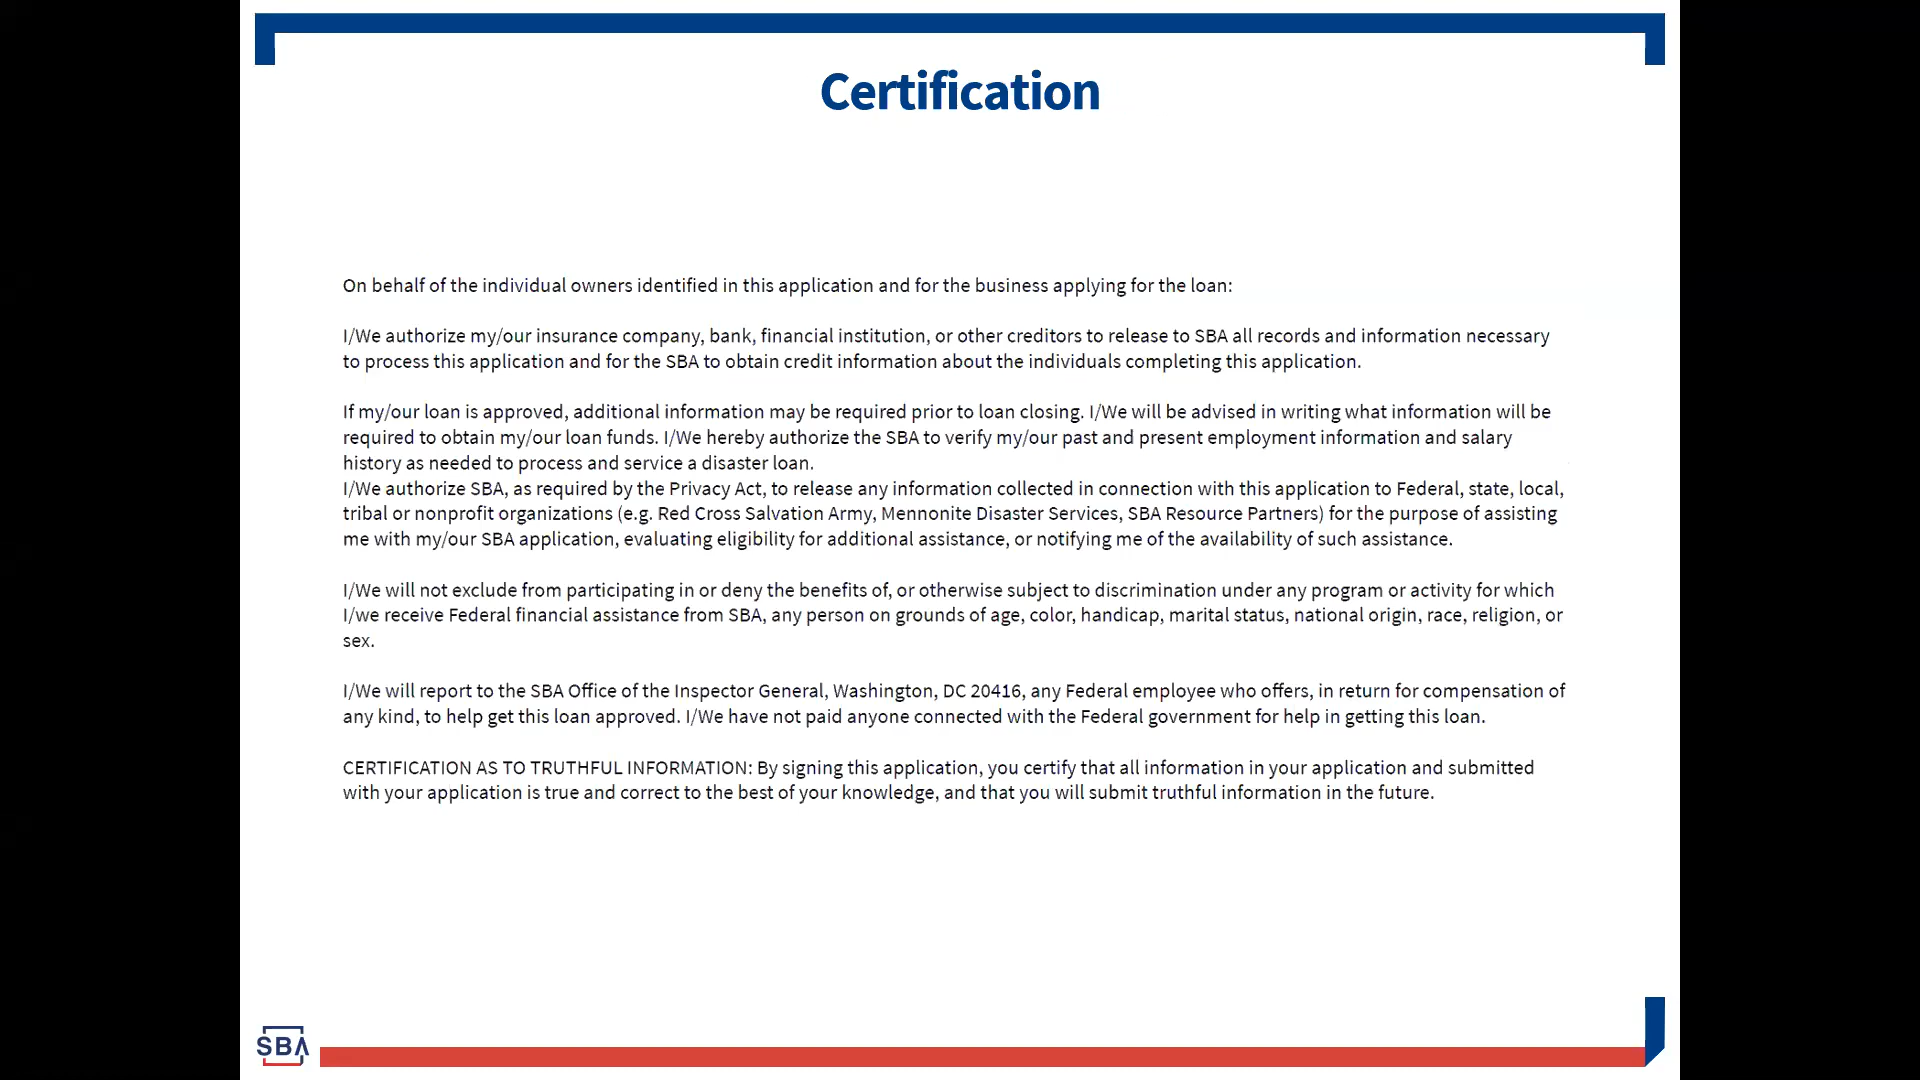 Certification
On behalf of the individual owners identified in this application and for the business applying for the loan:
I/We authorize my/our insurance company, bank, financial institution, or other creditors to release to SBA all records and information necessary
to process this application and for the SBA to obtain credit information about the individuals completing this application.
If my/our loan is approved, additional information may be required prior to loan closing. I/We will be advised in writing what information will be
required to obtain my/our loan funds. I/We hereby authorize the SBA to verify my/our past and present employment information and salary
history as needed to process and service a disaster loan.
I/We authorize SBA, as required by the Privacy Act, to release any information collected in connection with this application to Federal, state, local,
tribal or nonprofit organizations (e.g. Red Cross Salvation Army, Mennonite Disaster Services, SBA Resource Partners) for the purpose of assisting
me with my/our SBA application, evaluating eligibility for additional assistance, or notifying me of the availability of such assistance.
I/We will not exclude from participating in or deny the benefits of, or otherwise subject to discrimination under any program or activity for which
I/we receive Federal financial assistance from SBA, any person on grounds of age, color, handicap, marital status, national origin, race, religion, or
sex.
I/We will report to the SBA Office of the Inspector General, Washington, DC 20416, any Federal employee who offers, in return for compensation of
any kind, to help get this loan approved. I/We have not paid anyone connected with the Federal government for help in getting this loan.
CERTIFICATION AS TO TRUTHFUL INFORMATION: By signing this application, you certify that all information in your application and submitted
with your application is true and correct to the best of your knowledge, and that you will submit truthful information in the future.
SBA